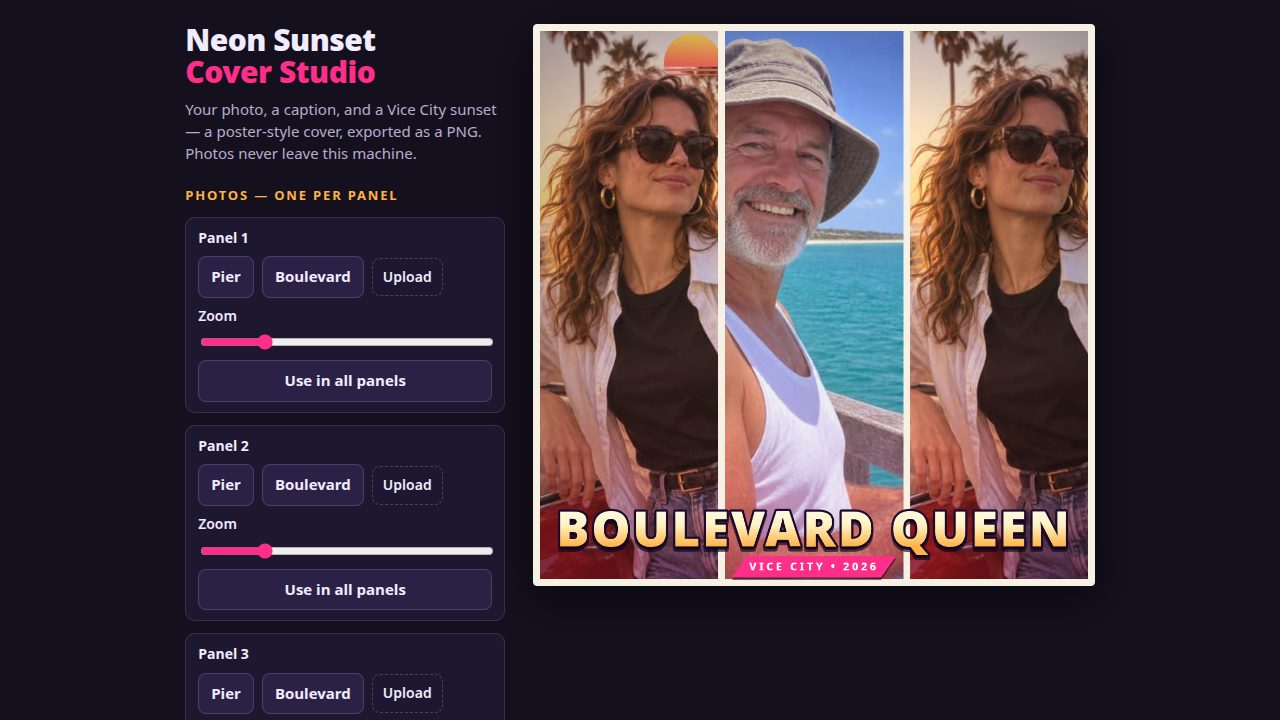 Neon Sunset
Cover Studio
Your photo, a caption, and a Vice City sunset
— a poster-style cover, exported as a PNG.
Photos never leave this machine.
PHOTOS — ONE PER PANEL
Panel 1
Pier
Boulevard
Upload
Zoom
Use in all panels
Panel 2
Pier
Boulevard
Upload
Zoom
Use in all panels
Panel 3
Pier
Boulevard
Upload
BOULEVARD QUEEN
VICE CITY • 2026